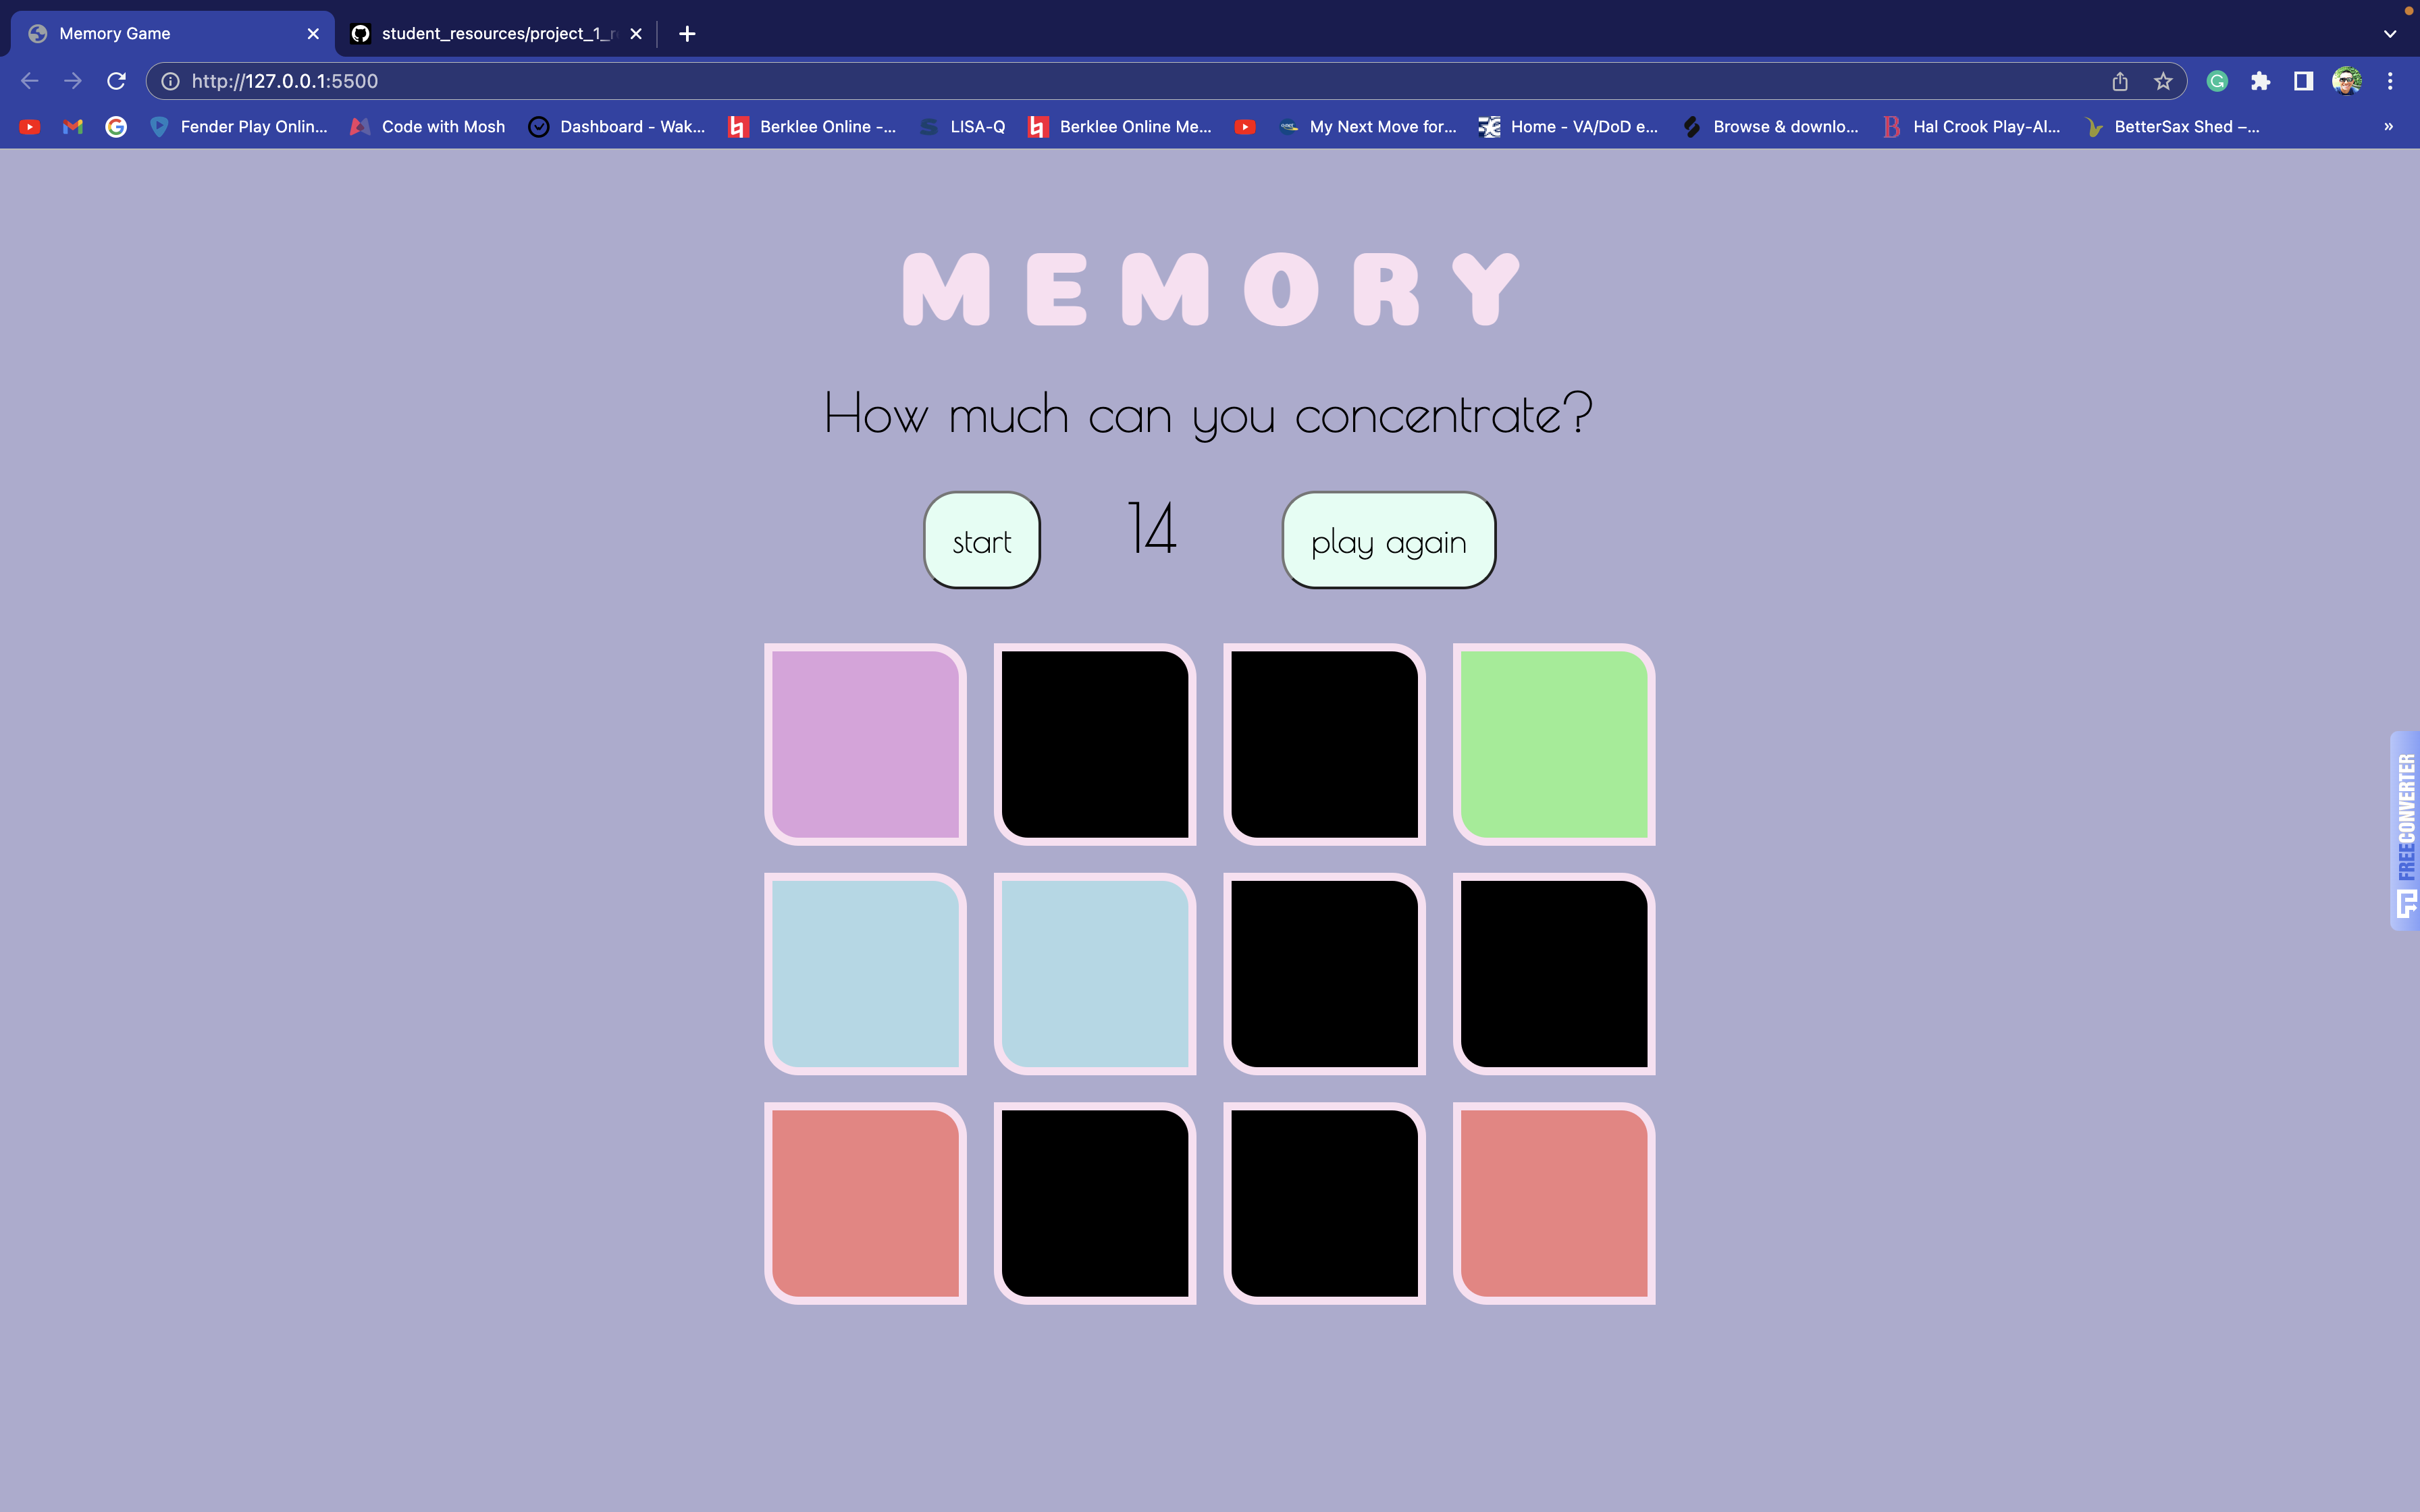 Memory Game
student_resources/project_1_r
http://127.0.0.1:5500
Fender Play Onlin...
Code with Mosh
Dashboard - Wak...
Berklee Online -...
LISA-Q
Berklee Online Me...
My Next Move for...
Home - VA/DoD e...
Browse & downlo...
Hal Crook Play-Al...
BetterSax Shed –...
»
MEMORY
How much can you concentrate?
start
14
play again
FREECONVERTER